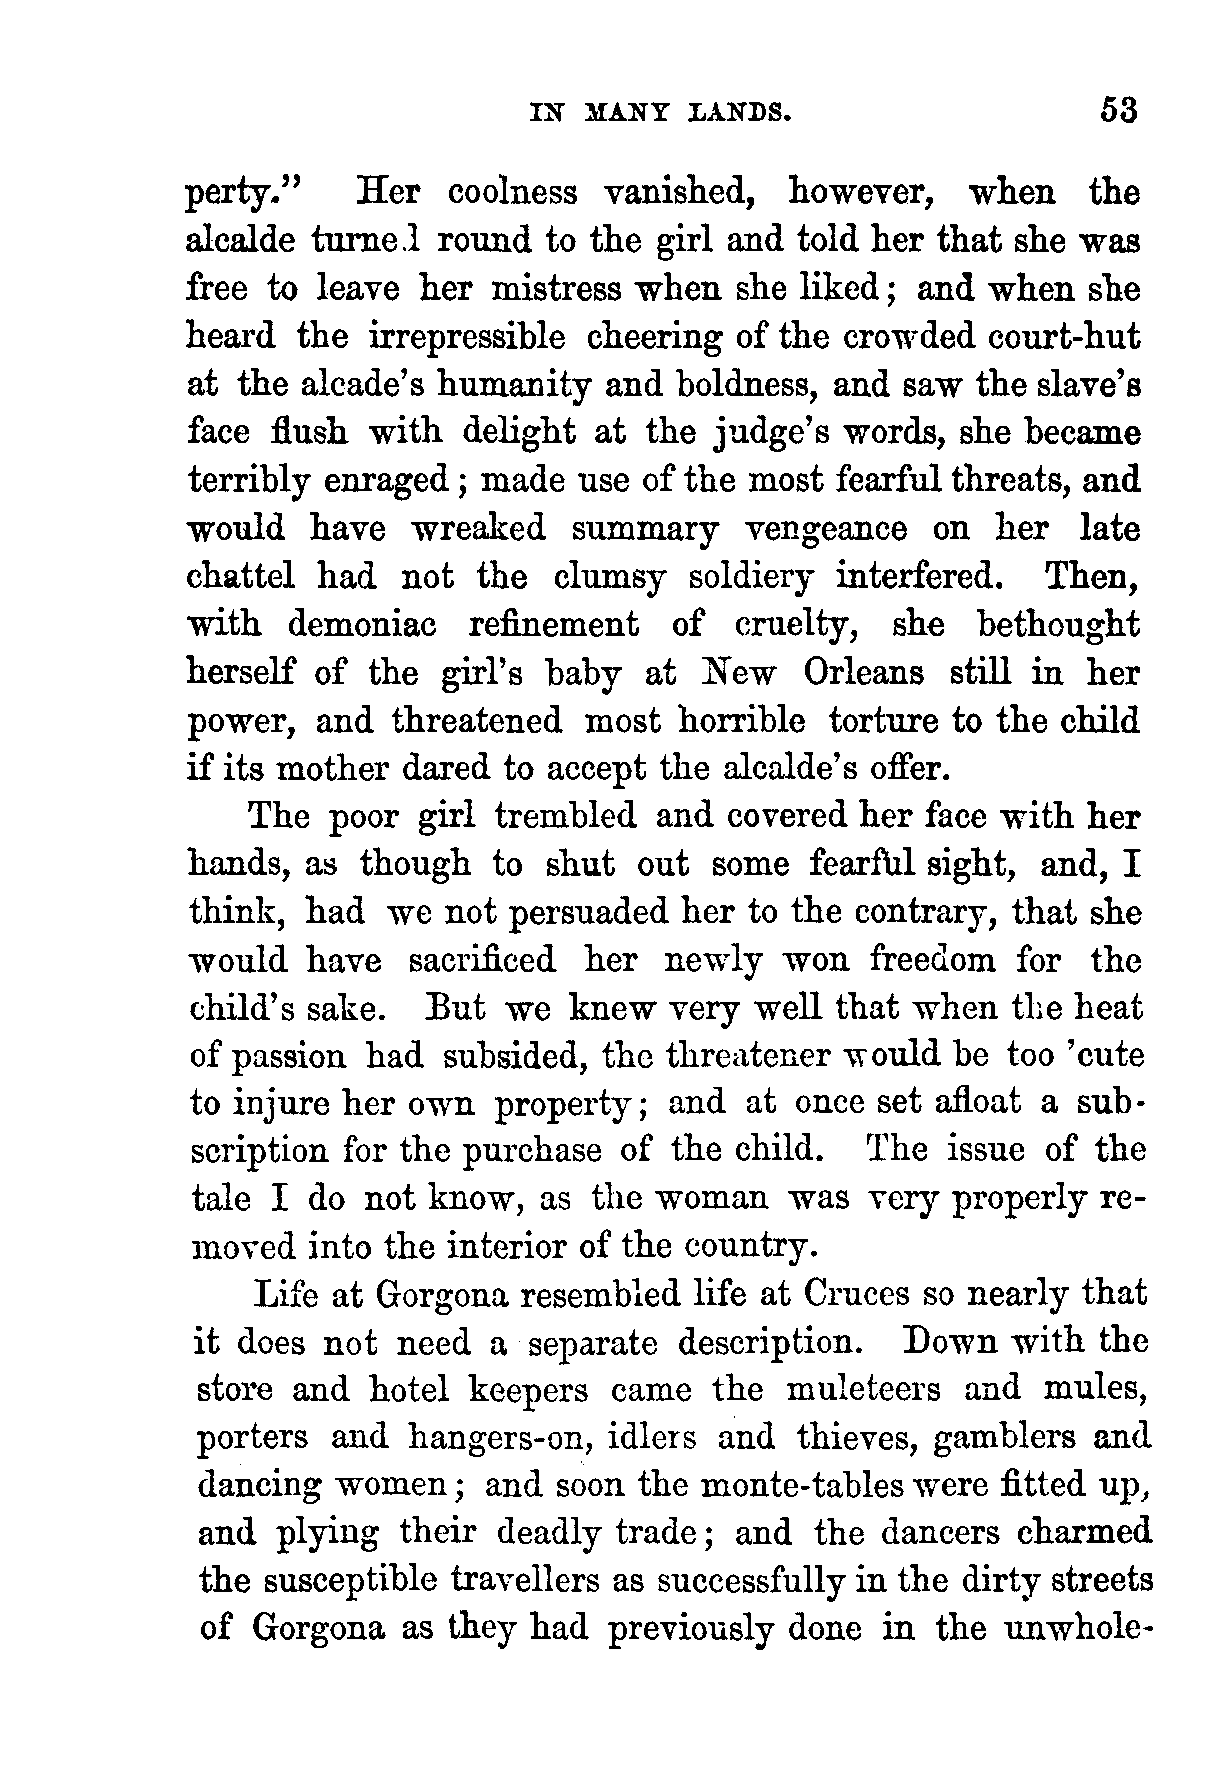 IN MANY LANDS. 53
perty." Her coolness vanished, however, when the
alcalde turned round to the girl and told her that she was
free to leave her mistress when she liked; and when she
heard the irrepressible cheering of the crowded court-hut
at the alcade's humanity and boldness, and saw the slave's
face flush with delight at the judge's words, she became
terribly enraged; made use of the most fearful threats, and
would have wreaked summary vengeance on her late
chattel had not the clumsy soldiery interfered. Then,
with demoniac refinement of cruelty, she bethought
herself of the girl's baby at New Orleans still in her
power, and threatened most horrible torture to the child
if its mother dared to accept the alcalde's offer.
The poor girl trembled and covered her face with her
hands, as though to shut out some fearful sight, and, I
think, had we not persuaded her to the contrary, that she
would have sacrificed her newly won freedom for the
child's sake. But we knew very well that when the heat
of passion had subsided, the threatener would be too 'cute
to injure her own property; and at once set afloat a sub-
scription for the purchase of the child. The issue of the
tale I do not know, as the woman was very properly re-
moved into the interior of the country.
Life at Gorgona resembled life at Cruces so nearly that
it does not need a separate description. Down with the
store and hotel keepers came the muleteers and mules,
porters and hangers-on, idlers and thieves, gamblers and
dancing women; and soon the monte-tables were fitted up,
and plying their deadly trade; and the dancers charmed
the susceptible travellers as successfully in the dirty streets
of Gorgona as they had previously done in the unwhole-